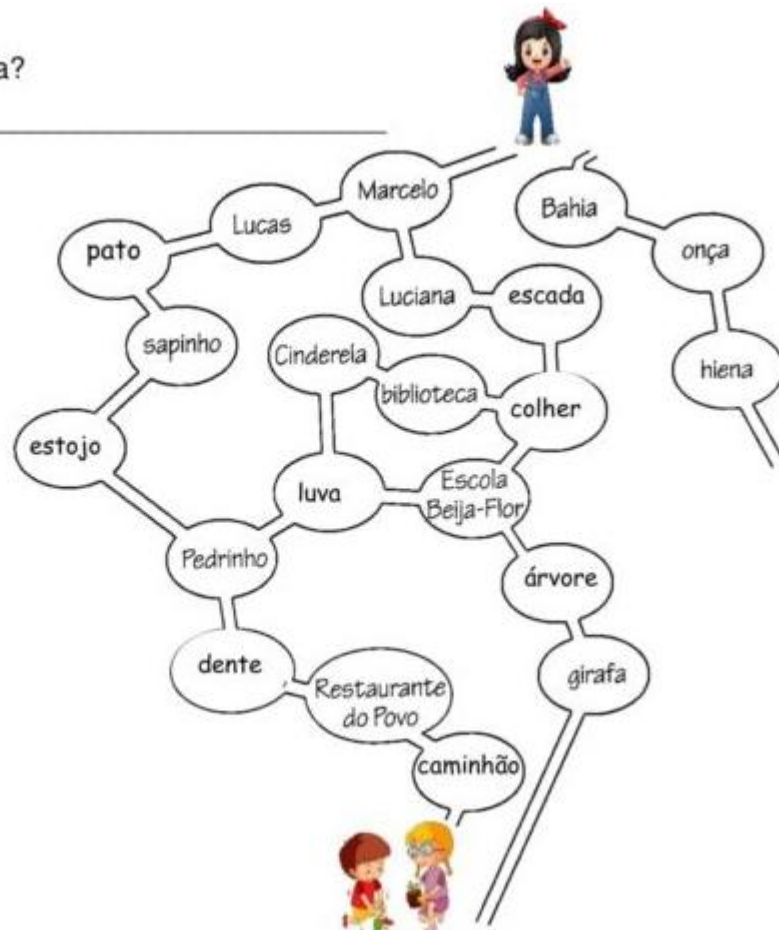 a?
Marcelo
Lucas
Bahia
pato
onça
Luciana
escada
sapinho
Cinderela
hiena
biblioteca
colher
estojo
luva
Escola
Beija-Flor
Pedrinho
árvore
dente
girafa
Restaurante
do Povo
caminhão